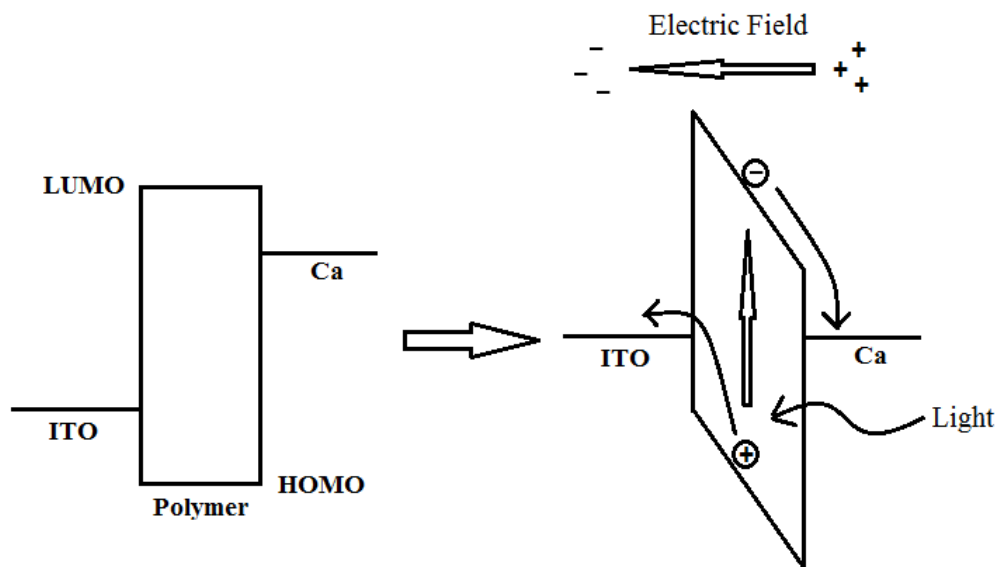 Electric Field
LUMO
Ca
ITO
HOMO
Polymer
ITO
Ca
Light